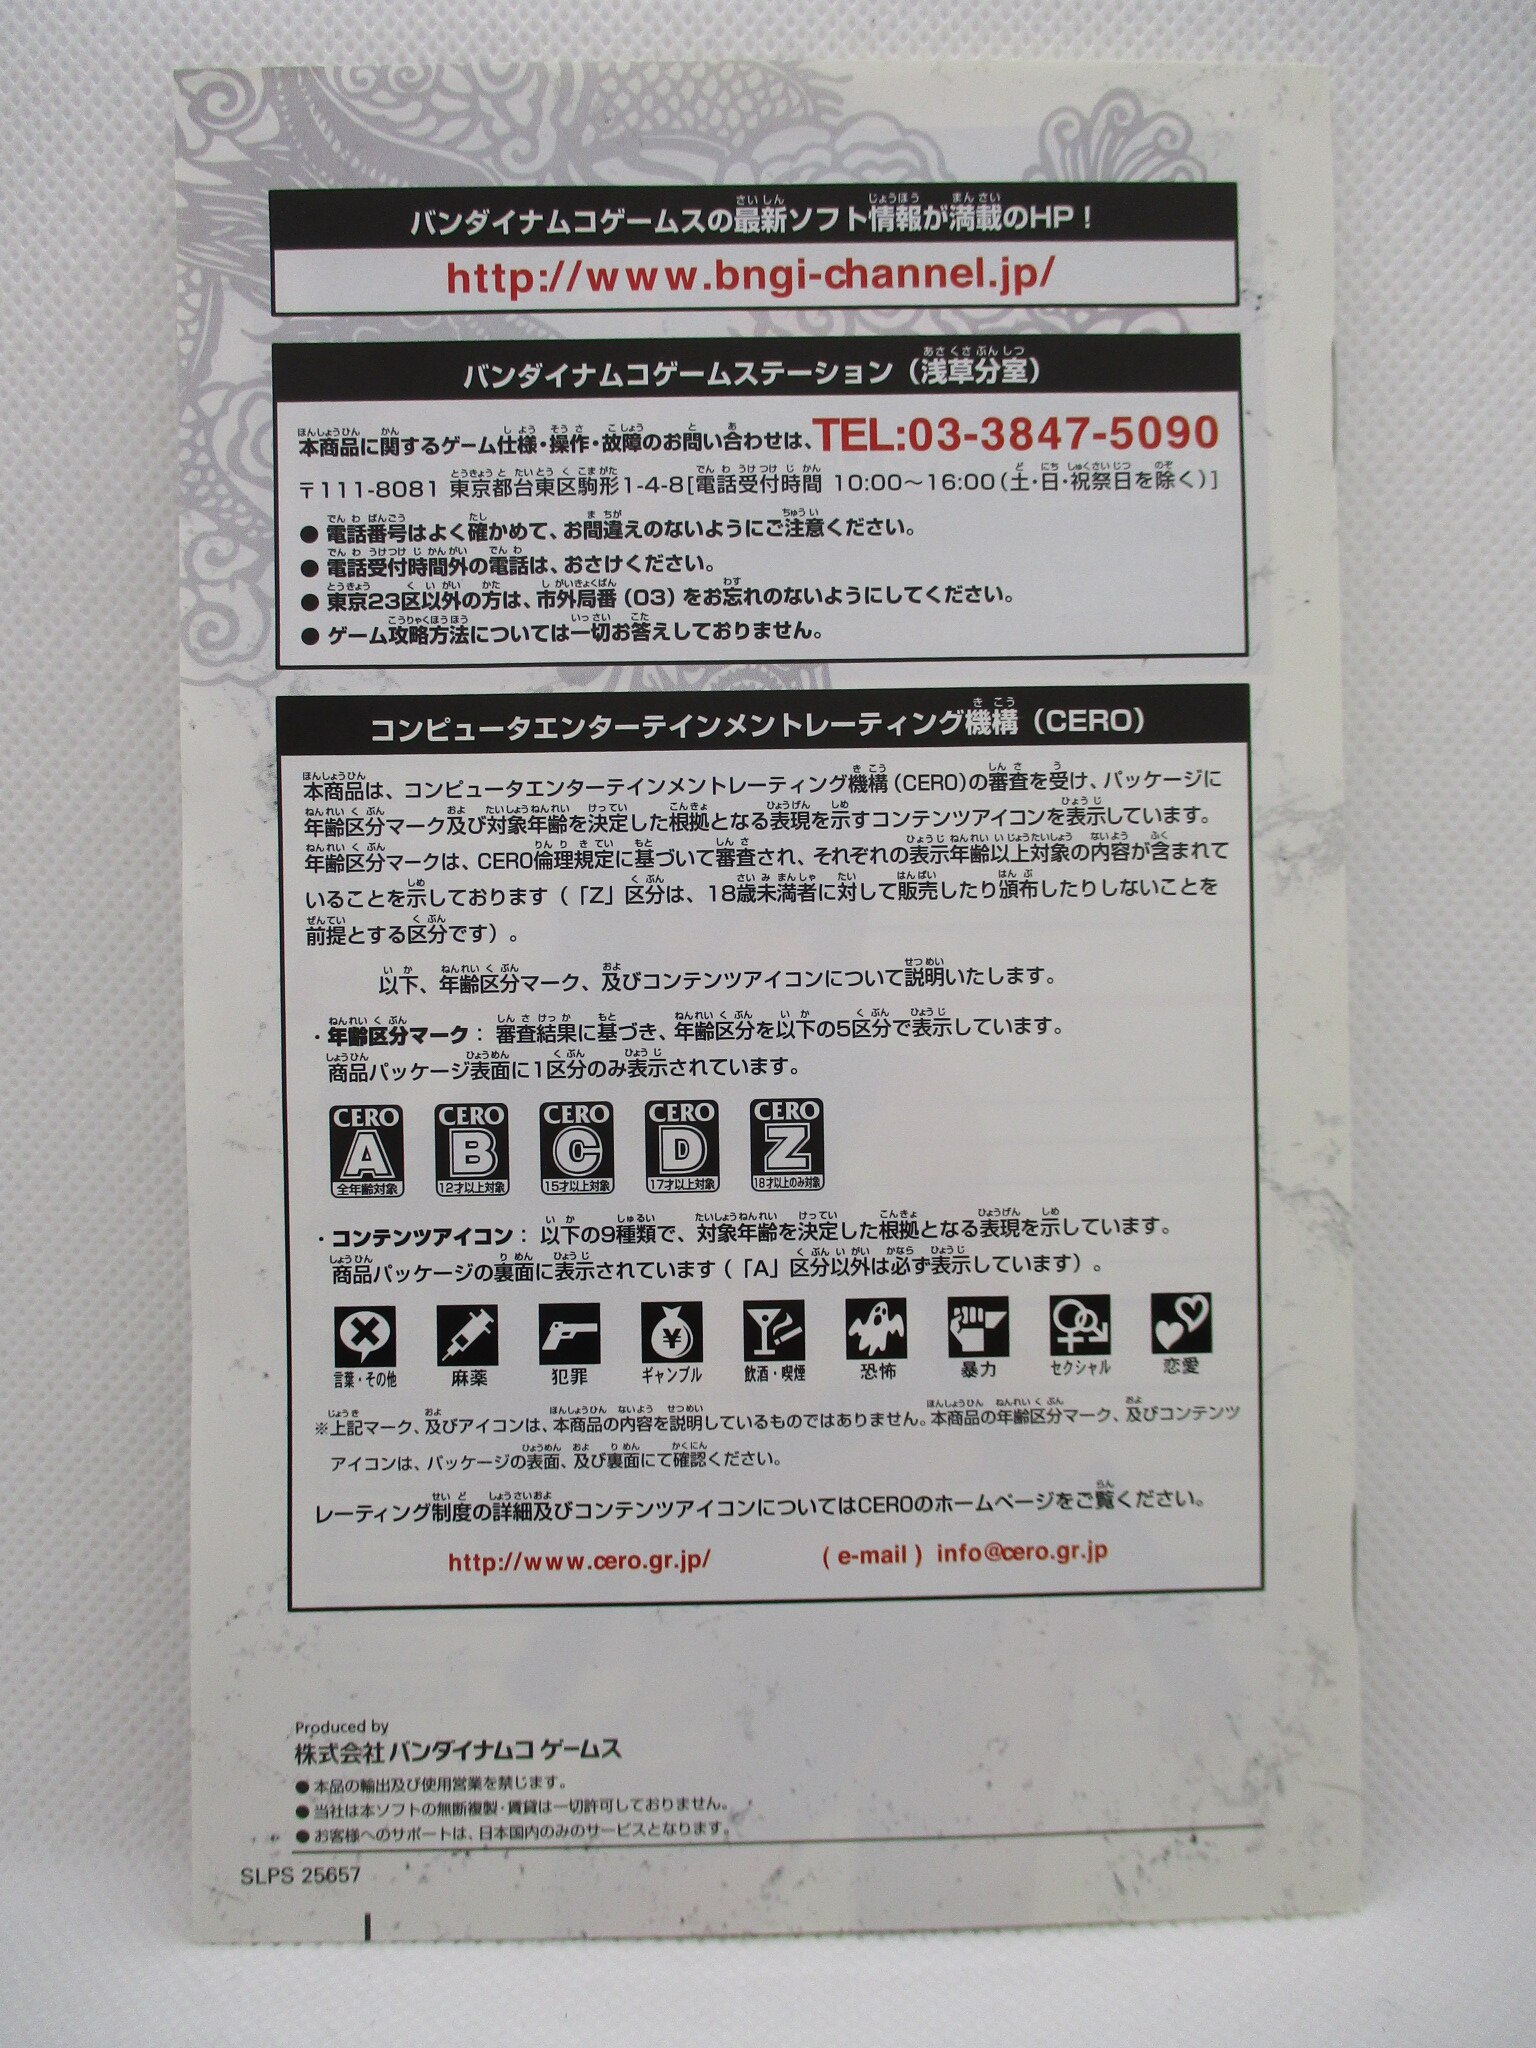 バンダイナムコゲームスの最新ソフト情報が満載のHP！
http://www.bngi-channel.jp/
バンダイナムコゲームステーション（浅草分室）
本商品に関するゲーム仕様・操作・故障のお問い合わせは、TEL:03-3847-5090
〒111-8081 東京都台東区駒形1-4-8[電話受付時間 10:00～16:00(土・日・祝祭日を除く)]
● 電話番号はよく確かめて、お間違えのないようにご注意ください。
● 電話受付時間外の電話は、おさけください。
● 東京23区以外の方は、市外局番（03）をお忘れのないようにしてください。
● ゲーム攻略方法については一切お答えしておりません。
コンピュータエンターテインメントレーティング機構（CERO）
本商品は、コンピュータエンターテインメントレーティング機構（CERO）の審査を受け、パッケージに
年齢区分マーク及び対象年齢を決定した根拠となる表現を示すコンテンツアイコンを表示しています。
年齢区分マークは、CERO倫理規定に基づいて審査され、それぞれの表示年齢以上対象の内容が含まれて
いることを示しております（「Z」区分は、18歳未満者に対して販売したり頒布したりしないことを
前提とする区分です）。
以下、年齢区分マーク、及びコンテンツアイコンについて説明いたします。
・年齢区分マーク： 審査結果に基づき、年齢区分を以下の5区分で表示しています。
商品パッケージ表面に1区分のみ表示されています。
CERO A 全年齢対象 CERO B 12才以上対象 CERO C 15才以上対象 CERO D 17才以上対象 CERO Z 18才以上のみ対象
・コンテンツアイコン： 以下の9種類で、対象年齢を決定した根拠となる表現を示しています。
商品パッケージの裏面に表示されています（「A」区分以外は必ず表示しています）。
言葉・その他 麻薬 犯罪 ギャンブル 飲酒・喫煙 恐怖 暴力 セクシャル 恋愛
※上記マーク、及びアイコンは、本商品の内容を説明しているものではありません。本商品の年齢区分マーク、及びコンテンツ
アイコンは、パッケージの表面、及び裏面にて確認ください。
レーティング制度の詳細及びコンテンツアイコンについてはCEROのホームページをご覧ください。
http://www.cero.gr.jp/ （e-mail）info@cero.gr.jp
Produced by
株式会社 バンダイナムコ ゲームス
● 本品の輸出及び使用営業を禁じます。
● 当社は本ソフトの無断複製・賃貸は一切許可しておりません。
● お客様へのサポートは、日本国内のみのサービスとなります。
SLPS 25657